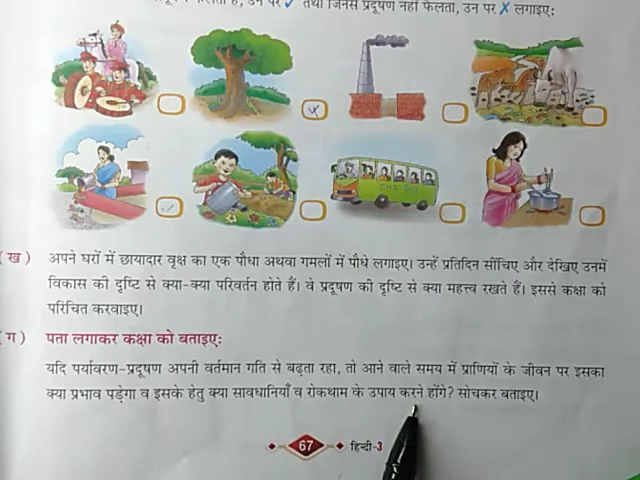 उन पर ✓ तथा जिनसे प्रदूषण नहीं फैलता, उन पर ✗ लगाइए:
CNG
(ख) अपने घरों में छायादार वृक्ष का एक पौधा अथवा गमलों में पौधे लगाइए। उन्हें प्रतिदिन सींचिए और देखिए उनमें
विकास की दृष्टि से क्या-क्या परिवर्तन होते हैं। वे प्रदूषण की दृष्टि से क्या महत्त्व रखते हैं। इससे कक्षा को
परिचित करवाइए।
(ग) पता लगाकर कक्षा को बताइए:
यदि पर्यावरण-प्रदूषण अपनी वर्तमान गति से बढ़ता रहा, तो आने वाले समय में प्राणियों के जीवन पर इसका
क्या प्रभाव पड़ेगा व इसके हेतु क्या सावधानियाँ व रोकथाम के उपाय करने होंगे? सोचकर बताइए।
67 हिन्दी-3